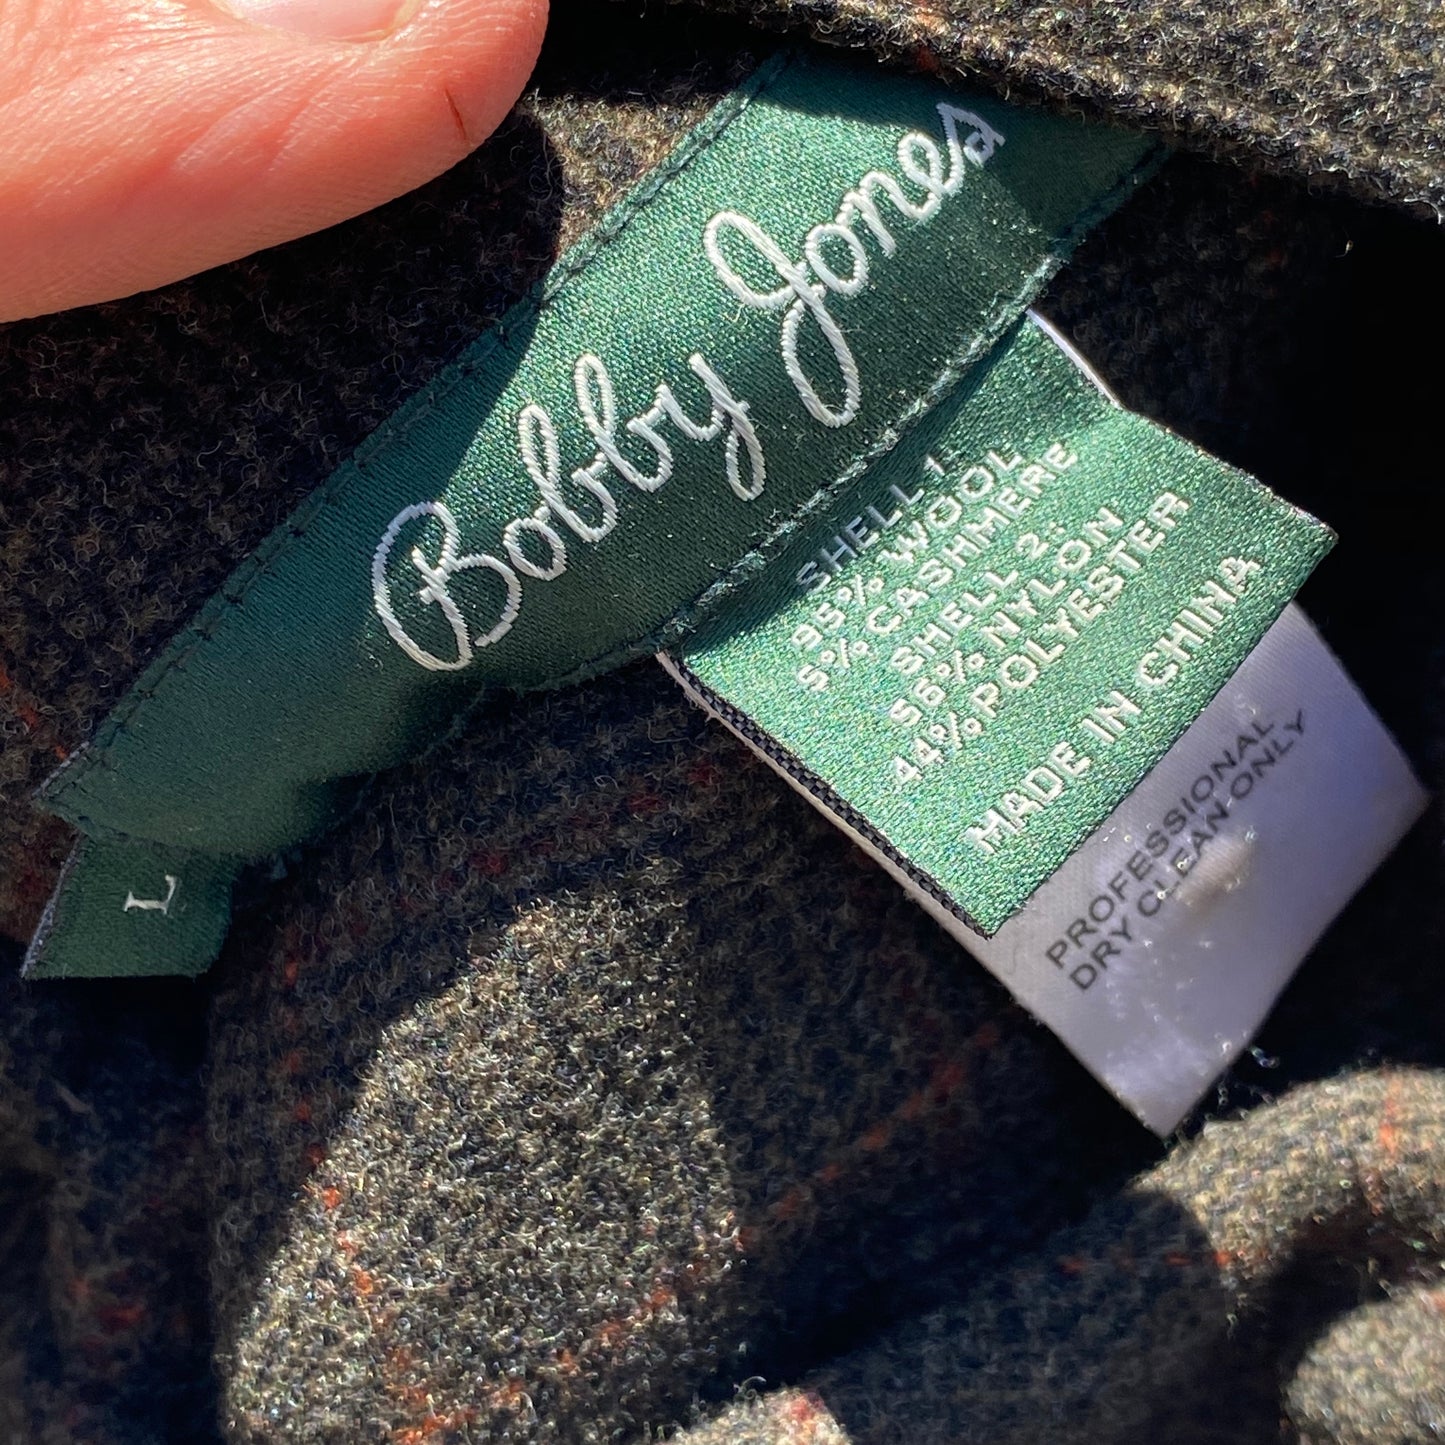 Bobby Jones
L
SHELL 1
95% WOOL
5% CASHMERE
SHELL 2:
56% NYLON
44% POLYESTER
MADE IN CHINA
PROFESSIONAL
DRY CLEAN ONLY